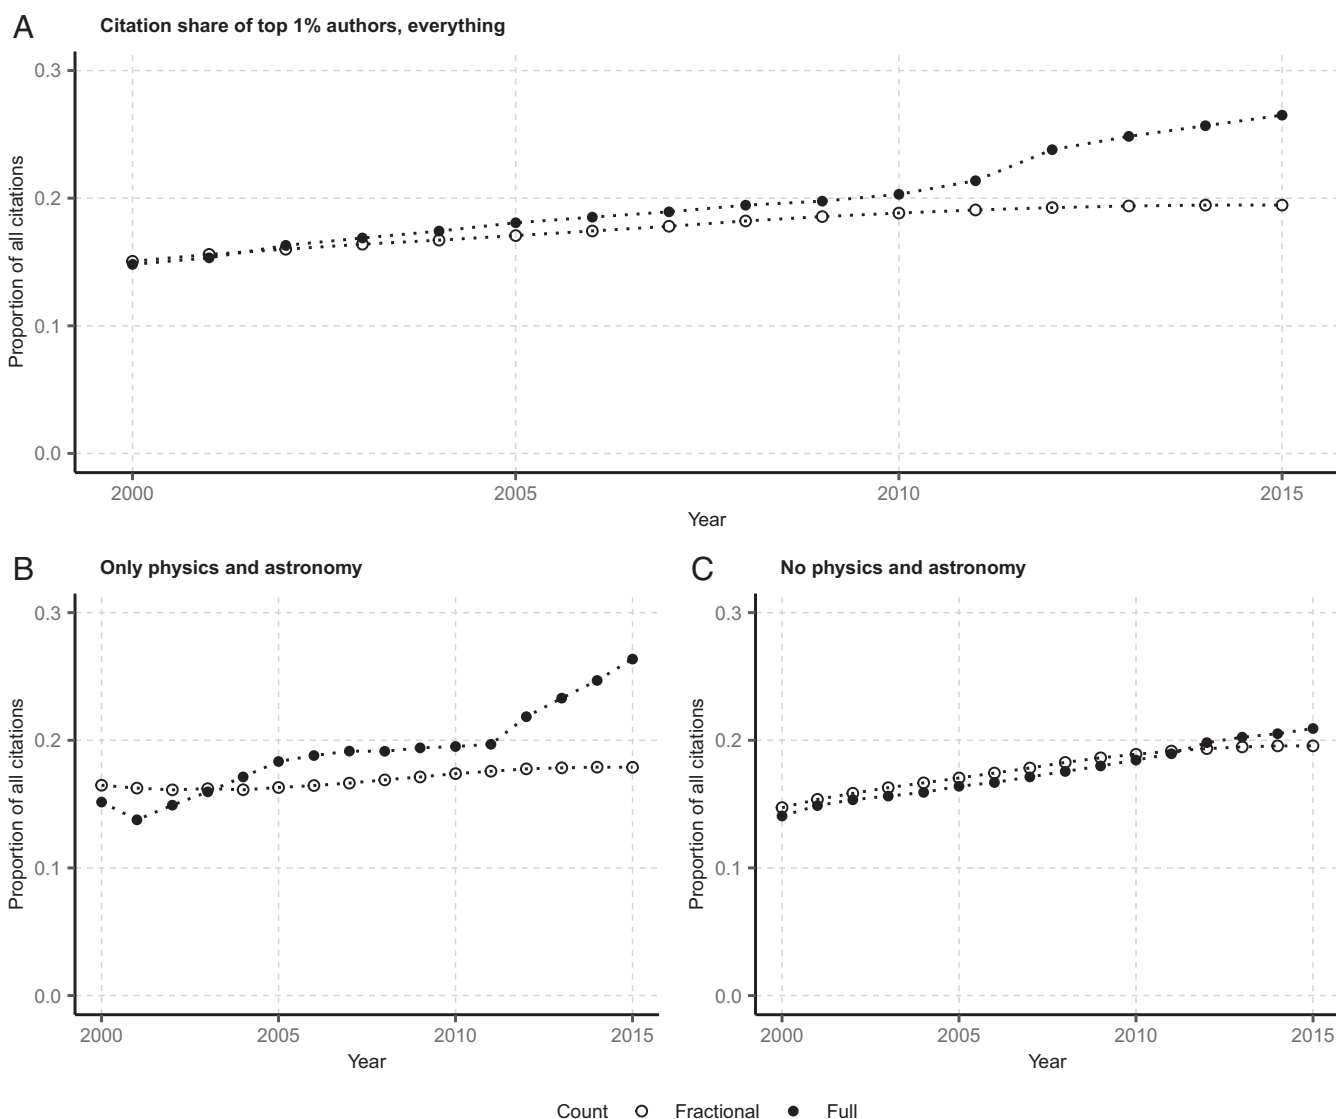 A Citation share of top 1% authors, everything
Proportion of all citations
0.3
0.2
0.1
0.0
2000 2005 2010 2015
Year
B Only physics and astronomy
Proportion of all citations
0.3
0.2
0.1
0.0
2000 2005 2010 2015
Year
C No physics and astronomy
Proportion of all citations
0.3
0.2
0.1
0.0
2000 2005 2010 2015
Year
Count Fractional Full